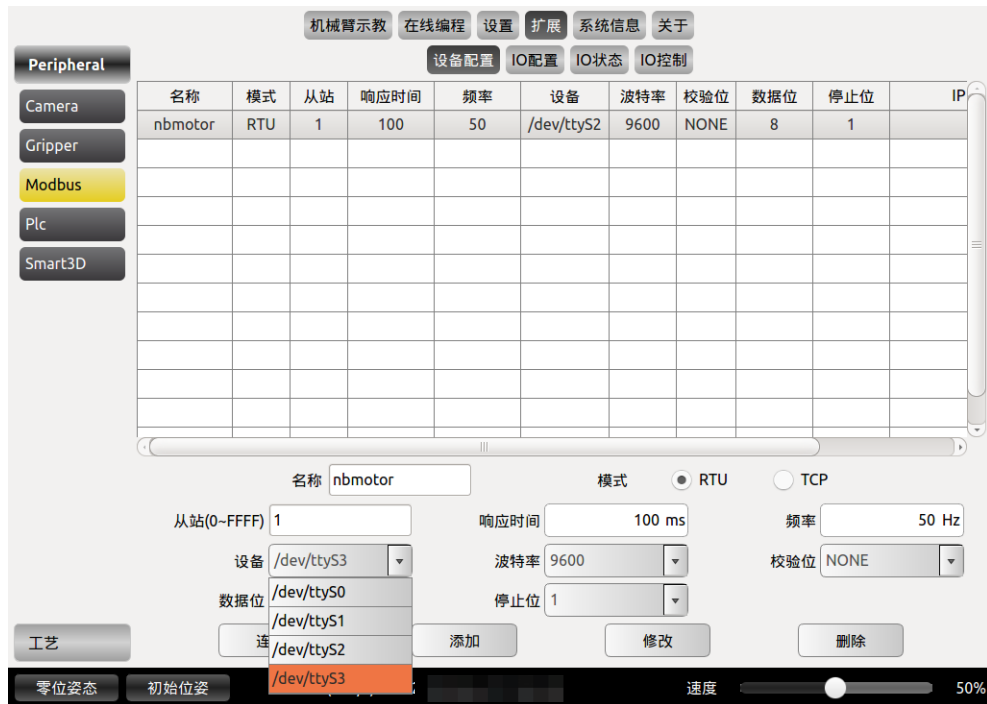 机械臂示教 在线编程 设置 扩展 系统信息 关于
设备配置 IO配置 IO状态 IO控制
Peripheral
Camera
Gripper
Modbus
Plc
Smart3D
名称 模式 从站 响应时间 频率 设备 波特率 校验位 数据位 停止位 IP
nbmotor RTU 1 100 50 /dev/ttyS2 9600 NONE 8 1
名称 nbmotor 模式 RTU TCP
从站(0~FFFF) 1 响应时间 100 ms 频率 50 Hz
设备 /dev/ttyS3 波特率 9600 校验位 NONE
数据位 停止位 1
/dev/ttyS0
/dev/ttyS1
/dev/ttyS2
/dev/ttyS3
工艺 连 添加 修改 删除
零位姿态 初始位姿 速度 50%